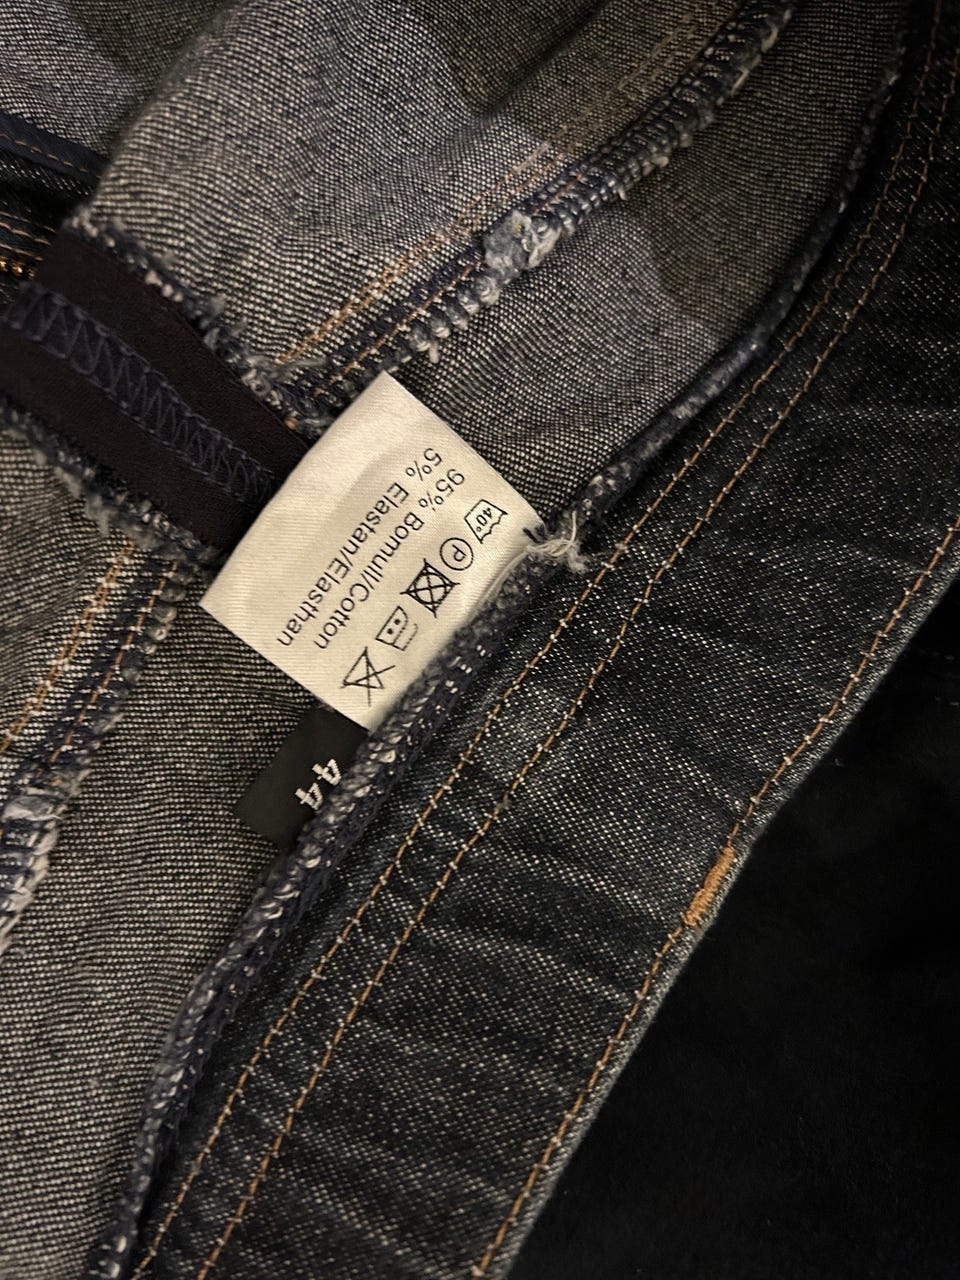 95% Bomull/Cotton
5% Elastan/Elasthan
40°
P
44